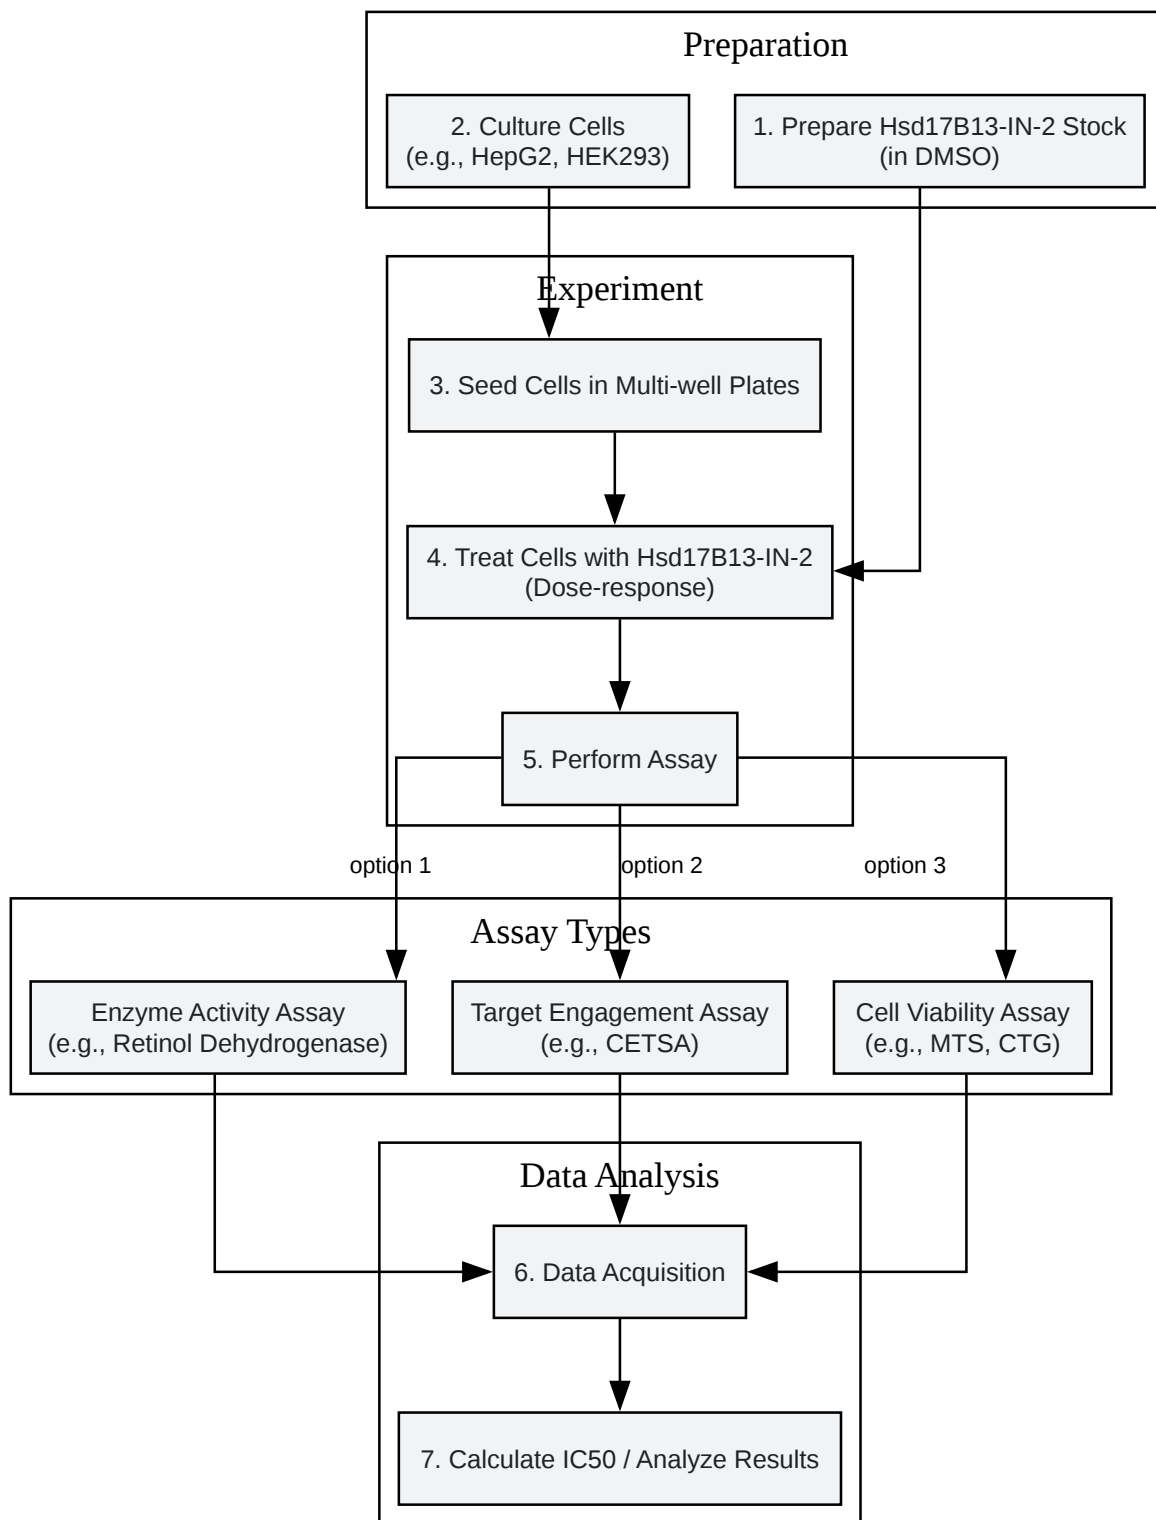 Preparation
2. Culture Cells
(e.g., HepG2, HEK293)
1. Prepare Hsd17B13-IN-2 Stock
(in DMSO)
Experiment
3. Seed Cells in Multi-well Plates
4. Treat Cells with Hsd17B13-IN-2
(Dose-response)
5. Perform Assay
option 1
option 2
option 3
Assay Types
Enzyme Activity Assay
(e.g., Retinol Dehydrogenase)
Target Engagement Assay
(e.g., CETSA)
Cell Viability Assay
(e.g., MTS, CTG)
Data Analysis
6. Data Acquisition
7. Calculate IC50 / Analyze Results